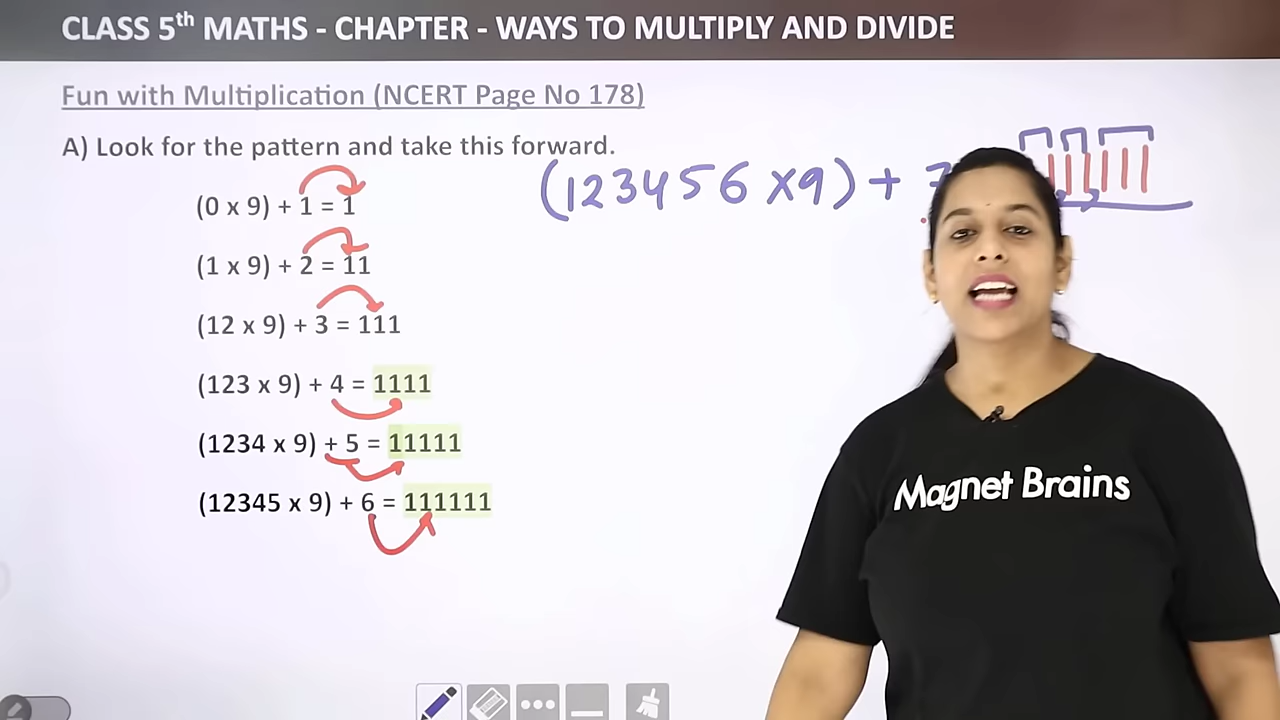 CLASS 5th MATHS - CHAPTER - WAYS TO MULTIPLY AND DIVIDE
Fun with Multiplication (NCERT Page No 178)
A) Look for the pattern and take this forward.
(0 x 9) + 1 = 1
(1 x 9) + 2 = 11
(12 x 9) + 3 = 111
(123 x 9) + 4 = 1111
(1234 x 9) + 5 = 11111
(12345 x 9) + 6 = 111111
(123456 x9) + 7
Magnet Brains